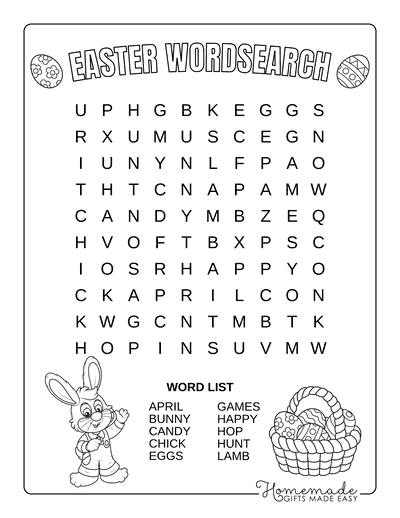 EASTER WORDSEARCH
U P H G B K E G G S
R X U M U S C E G N
I U N Y N L F P A O
T H T C N A P A M W
C A N D Y M B Z E Q
H V O F T B X P S C
I O S R H A P P Y O
C K A P R I L C O N
K W G C N T M B T K
H O P I N S U V M W
WORD LIST
APRIL GAMES
BUNNY HAPPY
CANDY HOP
CHICK HUNT
EGGS LAMB
Homemade
GIFTS MADE EASY